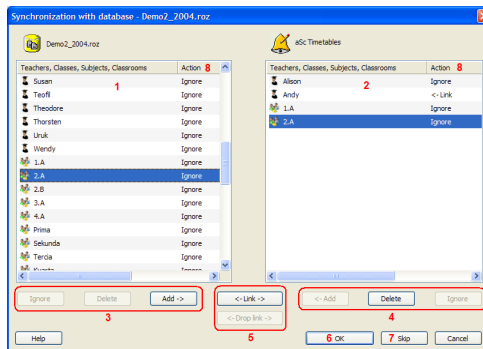 Synchronization with database - Demo2_2004.roz
Demo2_2004.roz
aSc Timetables
Teachers, Classes, Subjects, Classrooms Action 8
Teachers, Classes, Subjects, Classrooms Action 8
1
2
Susan Ignore
Teofil Ignore
Theodore Ignore
Thorsten Ignore
Uruk Ignore
Wendy Ignore
1.A Ignore
2.A Ignore
2.B Ignore
3.A Ignore
4.A Ignore
Prima Ignore
Sekunda Ignore
Tercia Ignore
Kvarta Ignore
Alison Ignore
Andy <- Link
1.A Ignore
2.A Ignore
Ignore Delete Add ->
3
<- Link ->
<- Drop link ->
5
<- Add Delete Ignore
4
Help
6 OK
7 Skip
Cancel